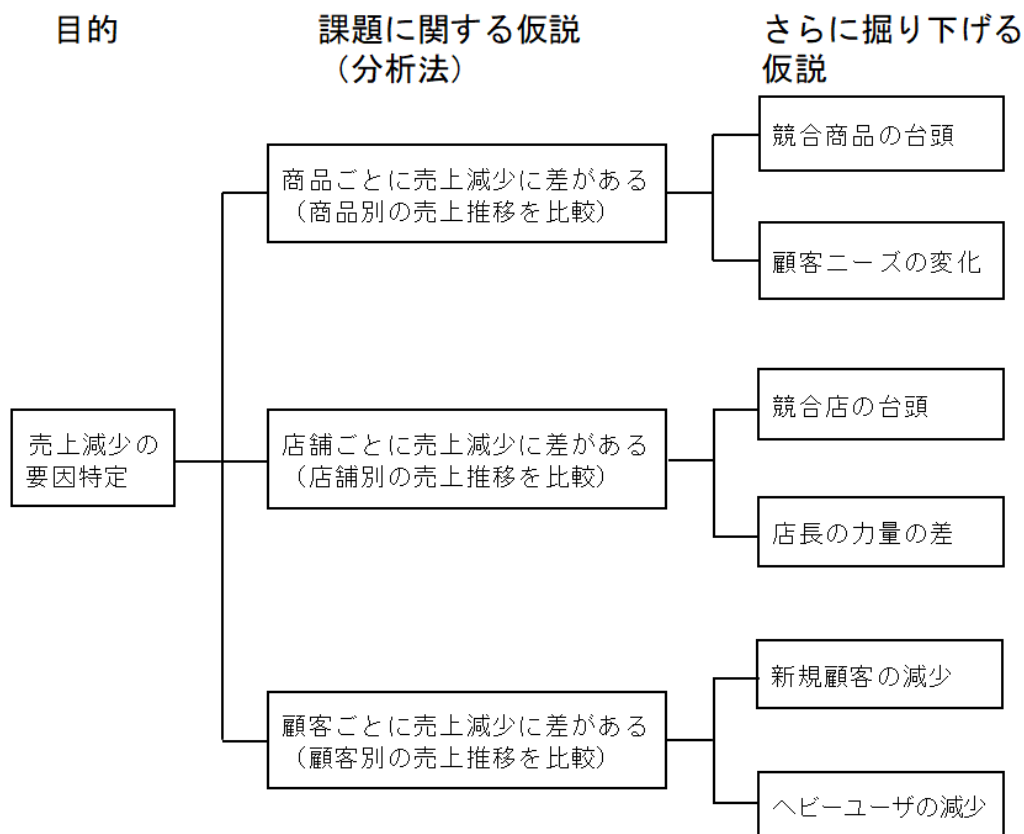 目的
課題に関する仮説
（分析法）
さらに掘り下げる
仮説
売上減少の
要因特定
商品ごとに売上減少に差がある
（商品別の売上推移を比較）
競合商品の台頭
顧客ニーズの変化
店舗ごとに売上減少に差がある
（店舗別の売上推移を比較）
競合店の台頭
店長の力量の差
顧客ごとに売上減少に差がある
（顧客別の売上推移を比較）
新規顧客の減少
ヘビーユーザの減少